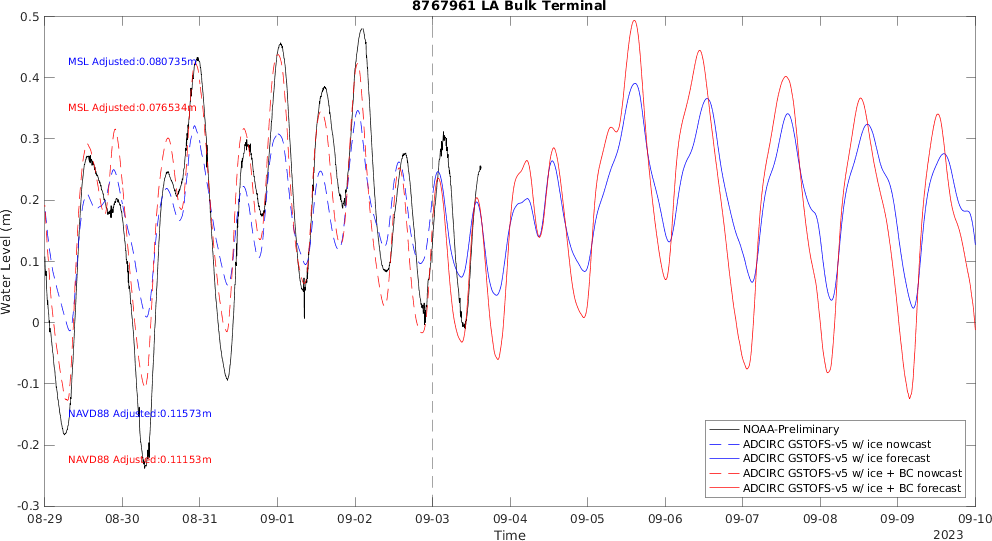 8767961 LA Bulk Terminal
0.5
0.4
0.3
0.2
0.1
0
-0.1
-0.2
-0.3
Water Level (m)
MSL Adjusted:0.080735m
MSL Adjusted:0.076534m
NAVD88 Adjusted:0.11573m
NAVD88 Adjusted:0.11153m
NOAA-Preliminary
ADCIRC GSTOFS-v5 w/ ice nowcast
ADCIRC GSTOFS-v5 w/ ice forecast
ADCIRC GSTOFS-v5 w/ ice + BC nowcast
ADCIRC GSTOFS-v5 w/ ice + BC forecast
08-29 08-30 08-31 09-01 09-02 09-03 09-04 09-05 09-06 09-07 09-08 09-09 09-10
Time
2023